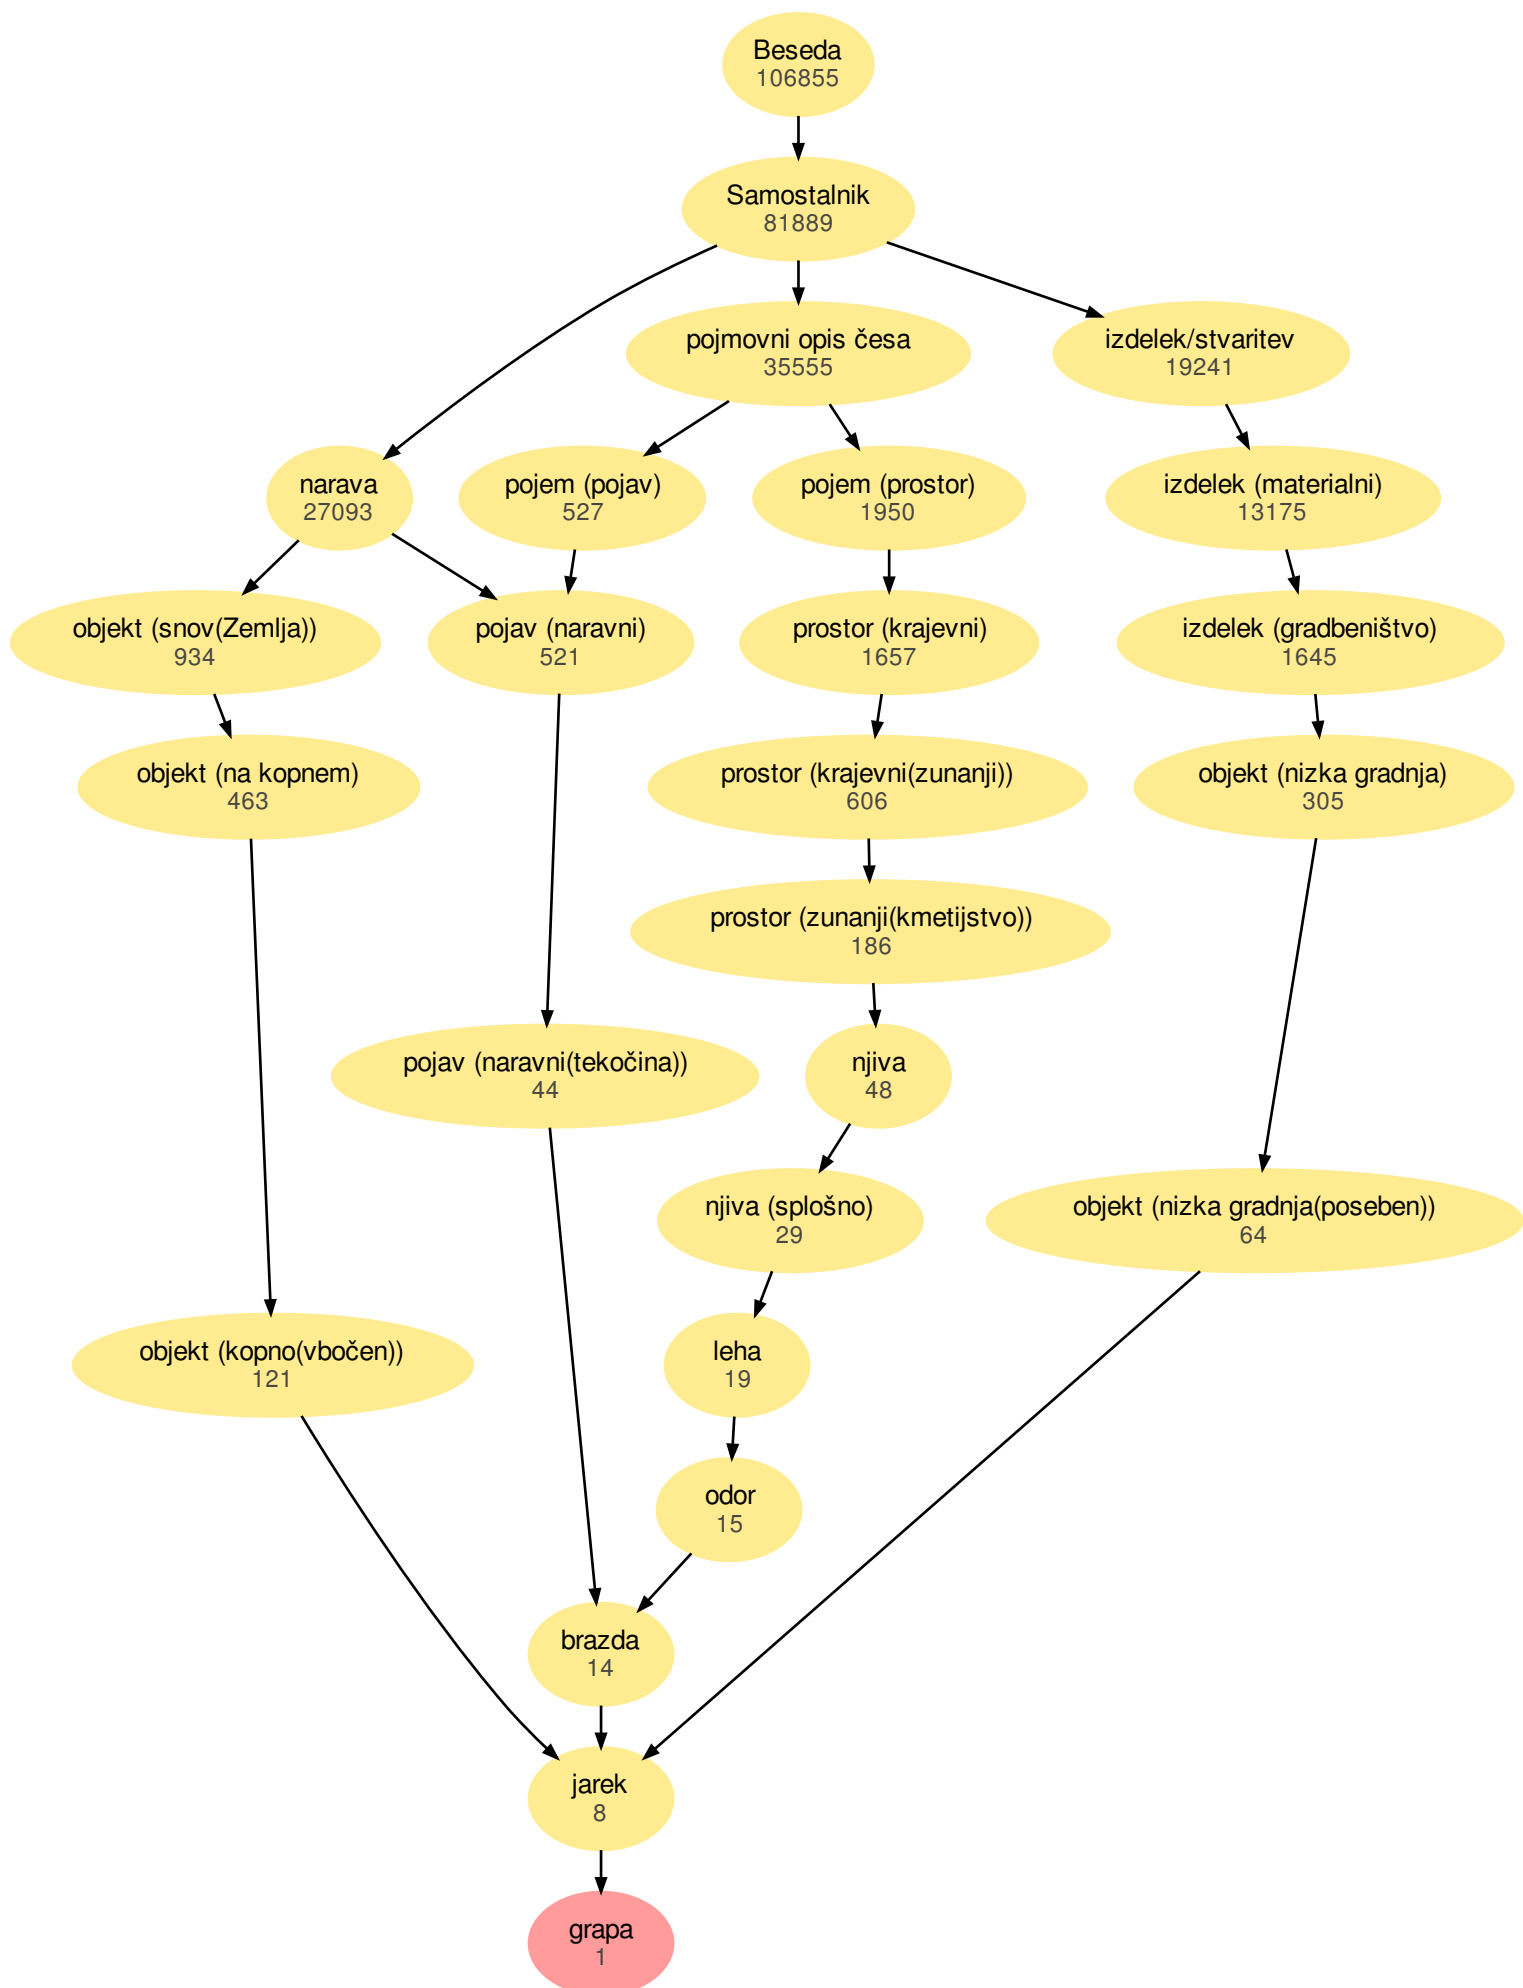 Beseda
106855
Samostalnik
81889
pojmovni opis česa
35555
izdelek/stvaritev
19241
narava
27093
pojem (pojav)
527
pojem (prostor)
1950
izdelek (materialni)
13175
objekt (snov(Zemlja))
934
pojav (naravni)
521
prostor (krajevni)
1657
izdelek (gradbeništvo)
1645
objekt (na kopnem)
463
prostor (krajevni(zunanji))
606
objekt (nizka gradnja)
305
prostor (zunanji(kmetijstvo))
186
pojav (naravni(tekočina))
44
njiva
48
njiva (splošno)
29
objekt (nizka gradnja(poseben))
64
objekt (kopno(vbočen))
121
leha
19
odor
15
brazda
14
jarek
8
grapa
1